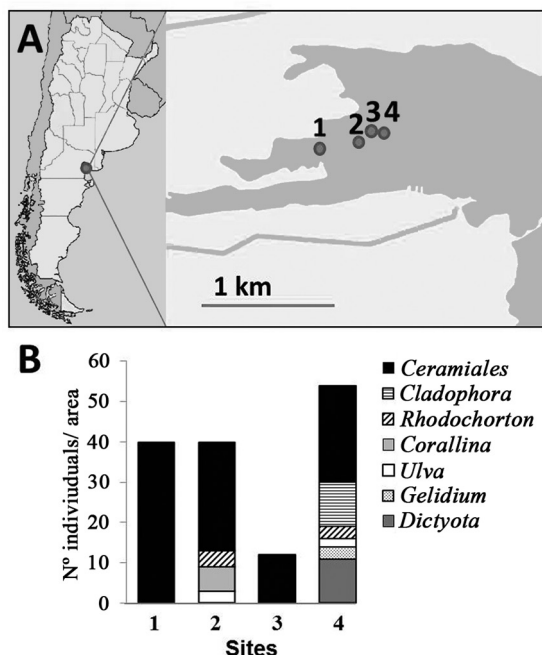 A
1
2
3 4
1 km
B
60
50
40
30
20
10
0
Nº indiviuduals/ area
1 2 3 4
Sites
Ceramiales
Cladophora
Rhodochorton
Corallina
Ulva
Gelidium
Dictyota